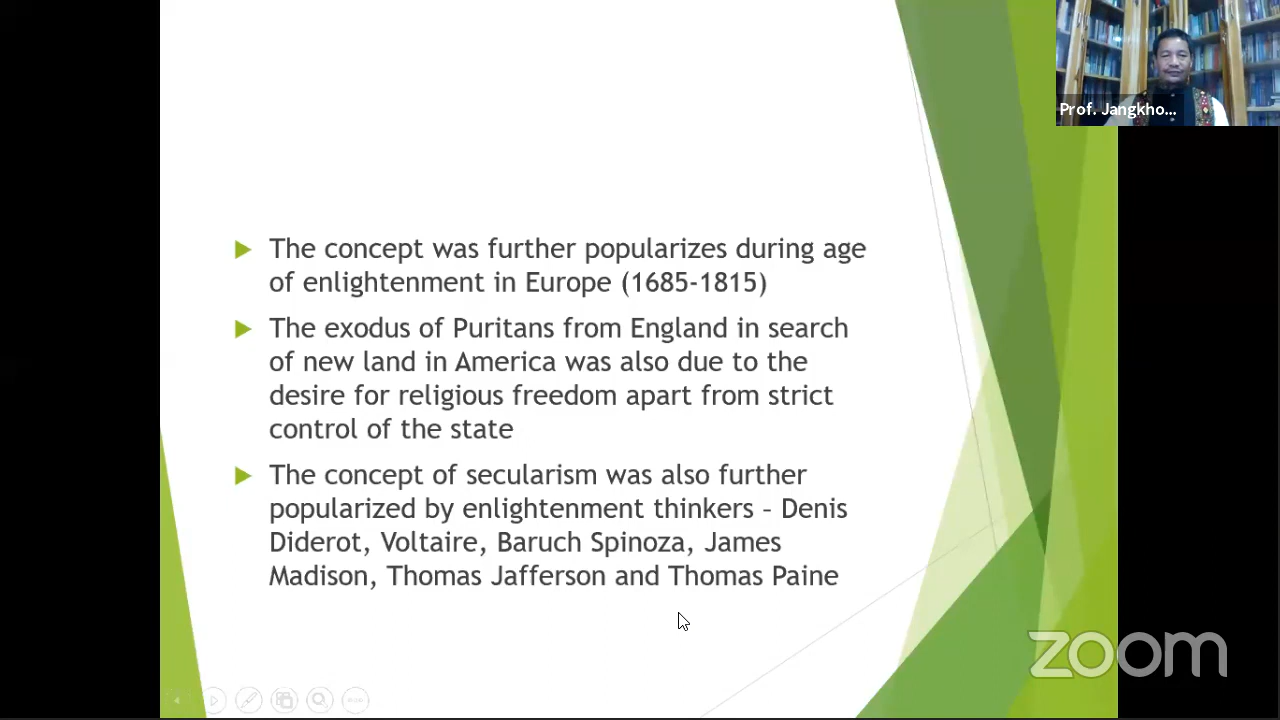 Prof. Jangkho...
The concept was further popularizes during age
of enlightenment in Europe (1685-1815)
The exodus of Puritans from England in search
of new land in America was also due to the
desire for religious freedom apart from strict
control of the state
The concept of secularism was also further
popularized by enlightenment thinkers – Denis
Diderot, Voltaire, Baruch Spinoza, James
Madison, Thomas Jafferson and Thomas Paine
zoom